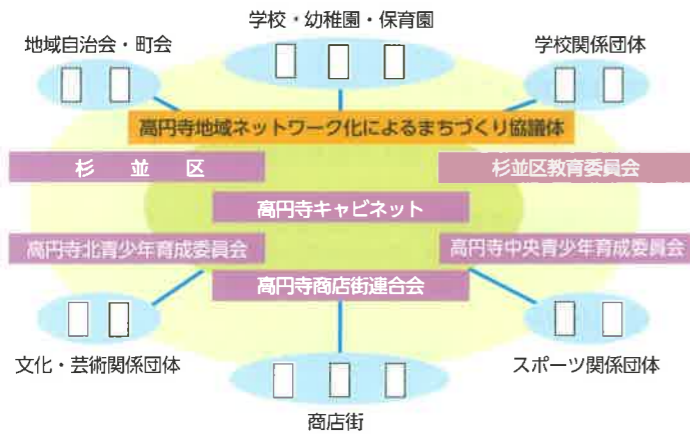 学校・幼稚園・保育園
地域自治会・町会
学校関係団体
高円寺地域ネットワーク化によるまちづくり協議体
杉　並　区
杉並区教育委員会
高円寺キャビネット
高円寺北青少年育成委員会
高円寺中央青少年育成委員会
高円寺商店街連合会
文化・芸術関係団体
スポーツ関係団体
商店街